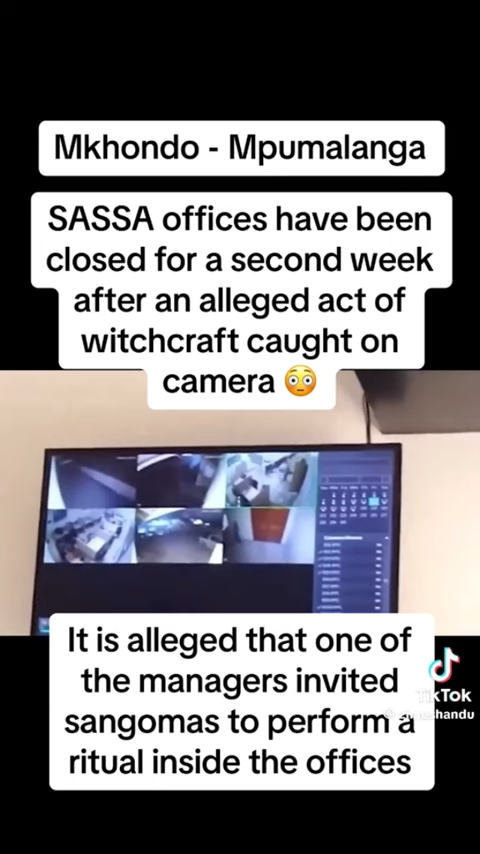 Mkhondo - Mpumalanga
SASSA offices have been
closed for a second week
after an alleged act of
witchcraft caught on
camera 😳
It is alleged that one of
the managers invited
sangomas to perform a
ritual inside the offices
TikTok